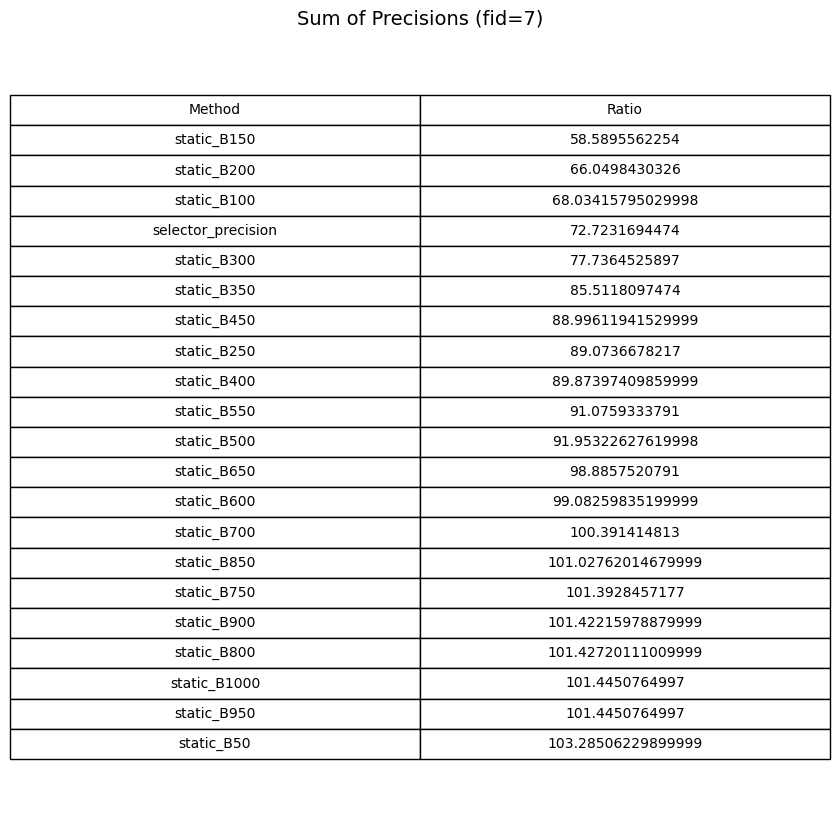 Sum of Precisions (fid=7)
Method Ratio
static_B150 58.5895562254
static_B200 66.0498430326
static_B100 68.03415795029998
selector_precision 72.7231694474
static_B300 77.7364525897
static_B350 85.5118097474
static_B450 88.99611941529999
static_B250 89.0736678217
static_B400 89.87397409859999
static_B550 91.0759333791
static_B500 91.95322627619998
static_B650 98.8857520791
static_B600 99.08259835199999
static_B700 100.391414813
static_B850 101.02762014679999
static_B750 101.3928457177
static_B900 101.42215978879999
static_B800 101.42720111009999
static_B1000 101.4450764997
static_B950 101.4450764997
static_B50 103.28506229899999